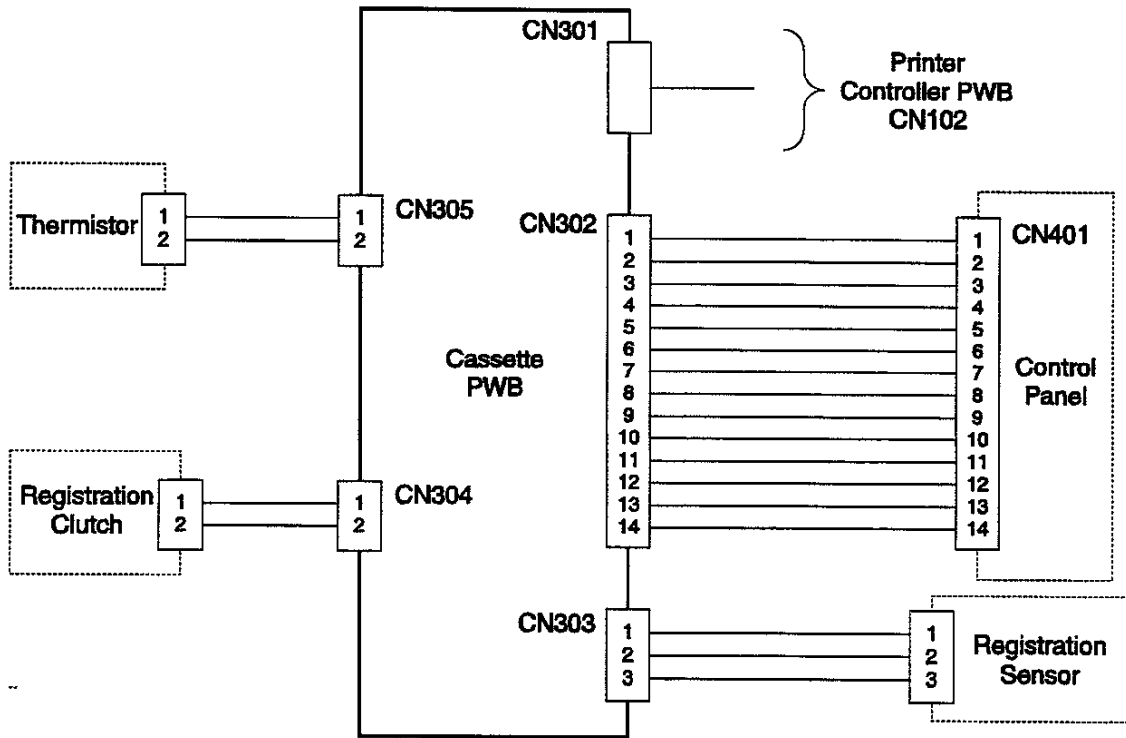 CN301
Printer
Controller PWB
CN102
Thermistor
1
2
1
2
CN305
CN302
1
2
3
4
5
6
7
8
9
10
11
12
13
14
1
2
3
4
5
6
7
8
9
10
11
12
13
14
CN401
Control
Panel
Cassette
PWB
Registration
Clutch
1
2
1
2
CN304
CN303
1
2
3
1
2
3
Registration
Sensor